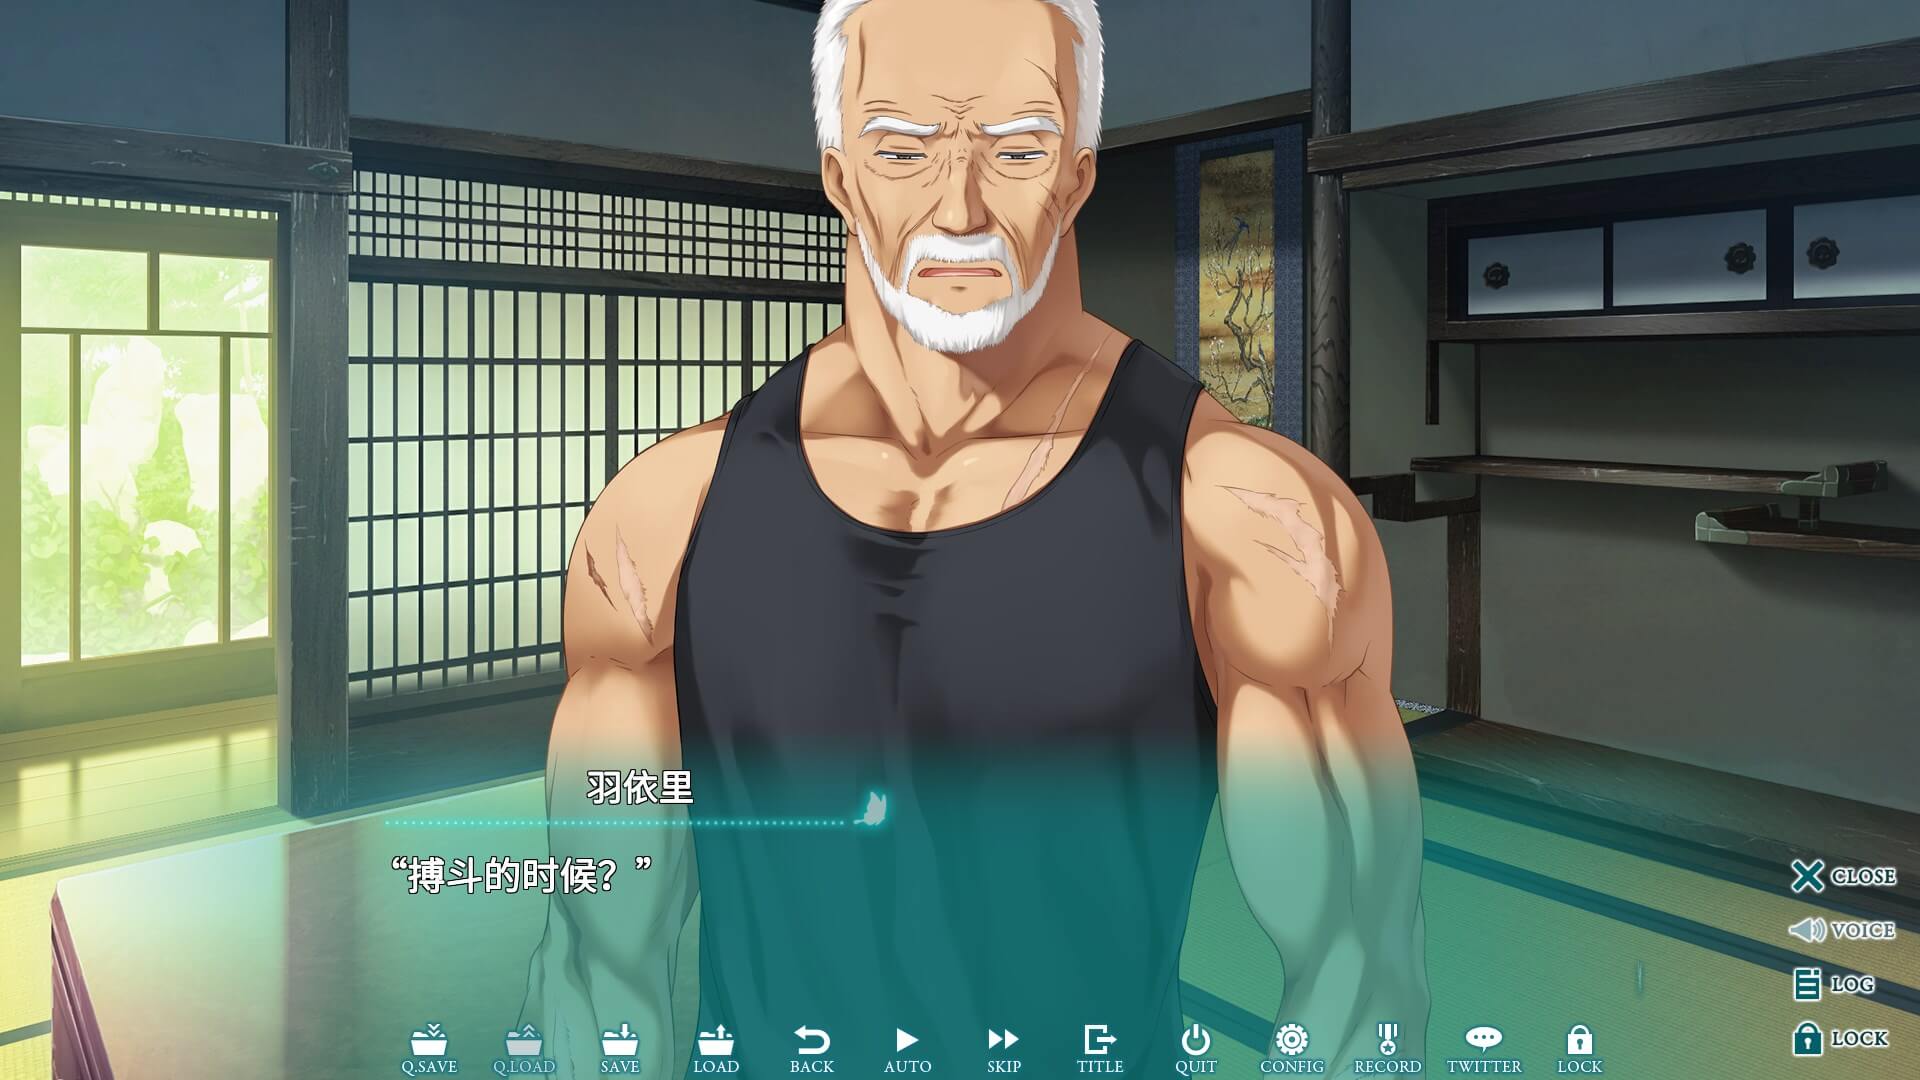 羽依里
“搏斗的时候？”
CLOSE
VOICE
LOG
LOCK
Q.SAVE Q.LOAD SAVE LOAD BACK AUTO SKIP TITLE QUIT CONFIG RECORD TWITTER LOCK